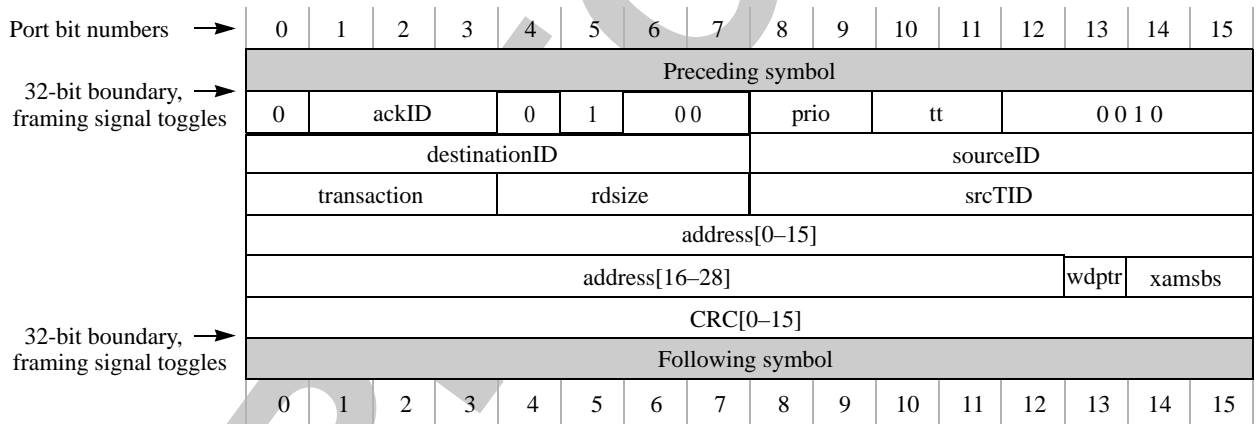 Port bit numbers 0 1 2 3 4 5 6 7 8 9 10 11 12 13 14 15
Preceding symbol
32-bit boundary,
framing signal toggles
0 ackID 0 1 0 0 prio tt 0 0 1 0
destinationID sourceID
transaction rdsize srcTID
address[0–15]
address[16–28] wdptr xamsbs
CRC[0–15]
32-bit boundary,
framing signal toggles
Following symbol
0 1 2 3 4 5 6 7 8 9 10 11 12 13 14 15